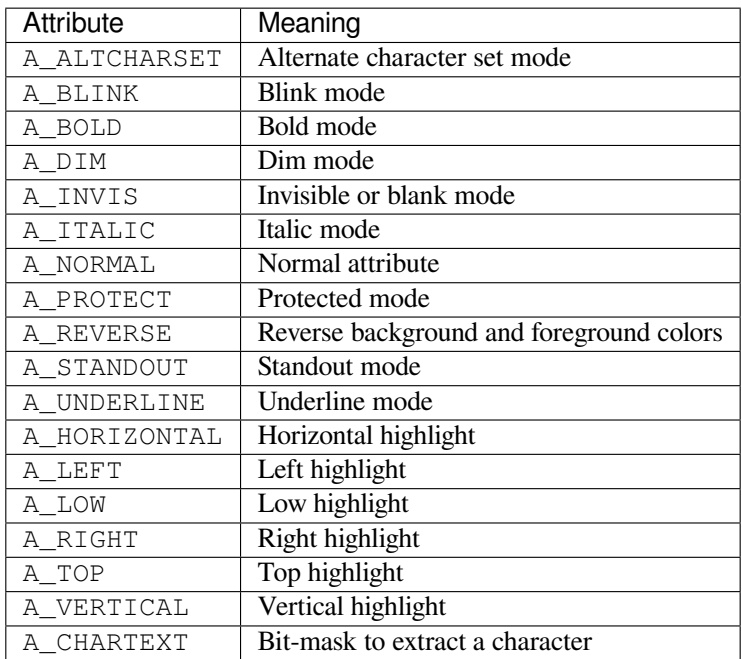 Attribute Meaning
A_ALTCHARSET Alternate character set mode
A_BLINK Blink mode
A_BOLD Bold mode
A_DIM Dim mode
A_INVIS Invisible or blank mode
A_ITALIC Italic mode
A_NORMAL Normal attribute
A_PROTECT Protected mode
A_REVERSE Reverse background and foreground colors
A_STANDOUT Standout mode
A_UNDERLINE Underline mode
A_HORIZONTAL Horizontal highlight
A_LEFT Left highlight
A_LOW Low highlight
A_RIGHT Right highlight
A_TOP Top highlight
A_VERTICAL Vertical highlight
A_CHARTEXT Bit-mask to extract a character